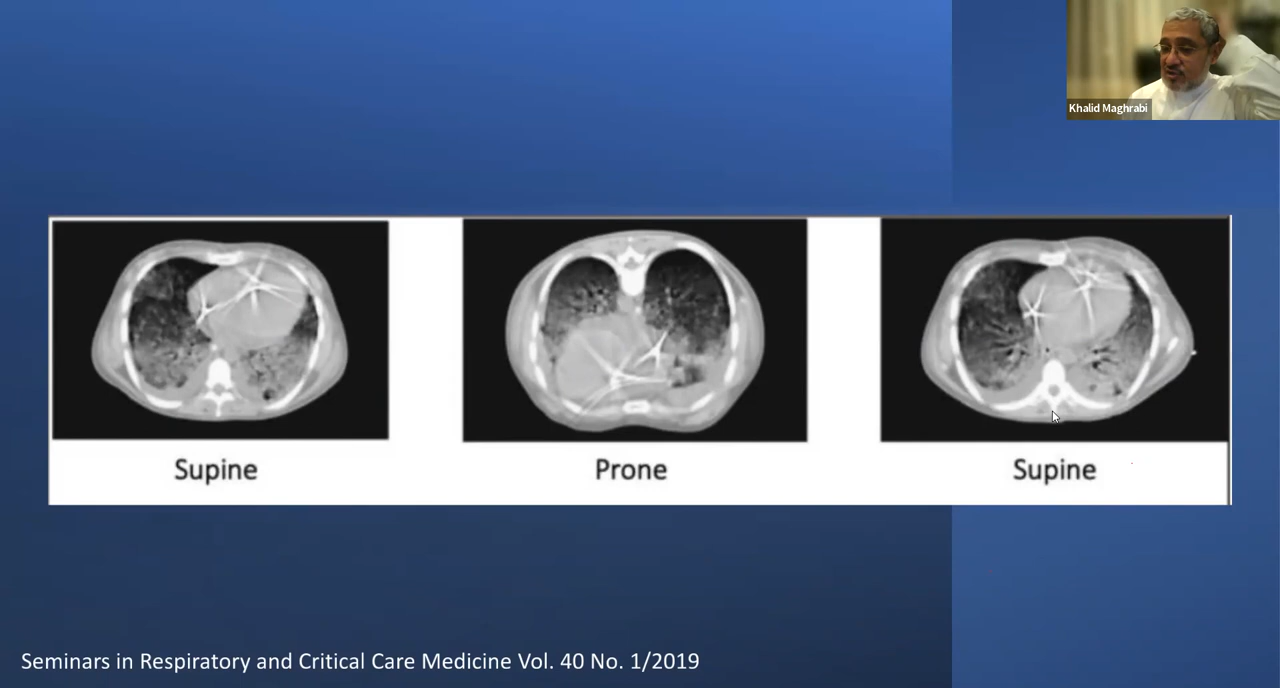 Khalid Maghrabi
Supine
Prone
Supine
Seminars in Respiratory and Critical Care Medicine Vol. 40 No. 1/2019